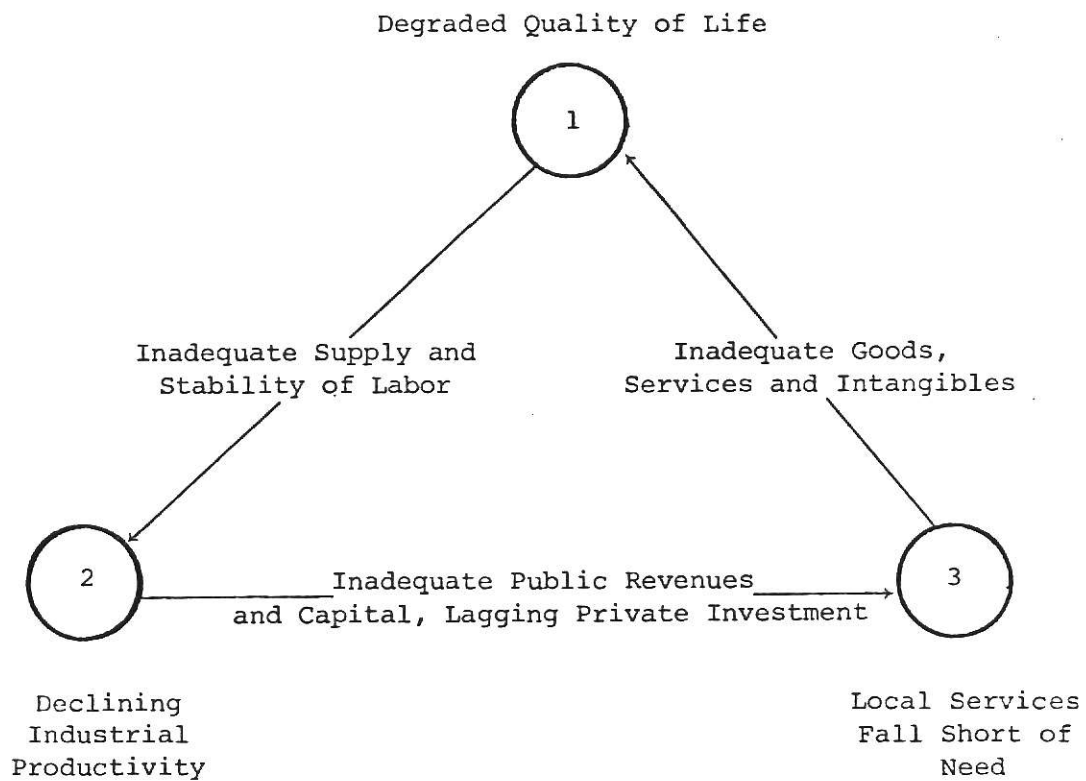 Degraded Quality of Life
1
Inadequate Supply and
Stability of Labor
Inadequate Goods,
Services and Intangibles
2
Inadequate Public Revenues
and Capital, Lagging Private Investment
3
Declining
Industrial
Productivity
Local Services
Fall Short of
Need